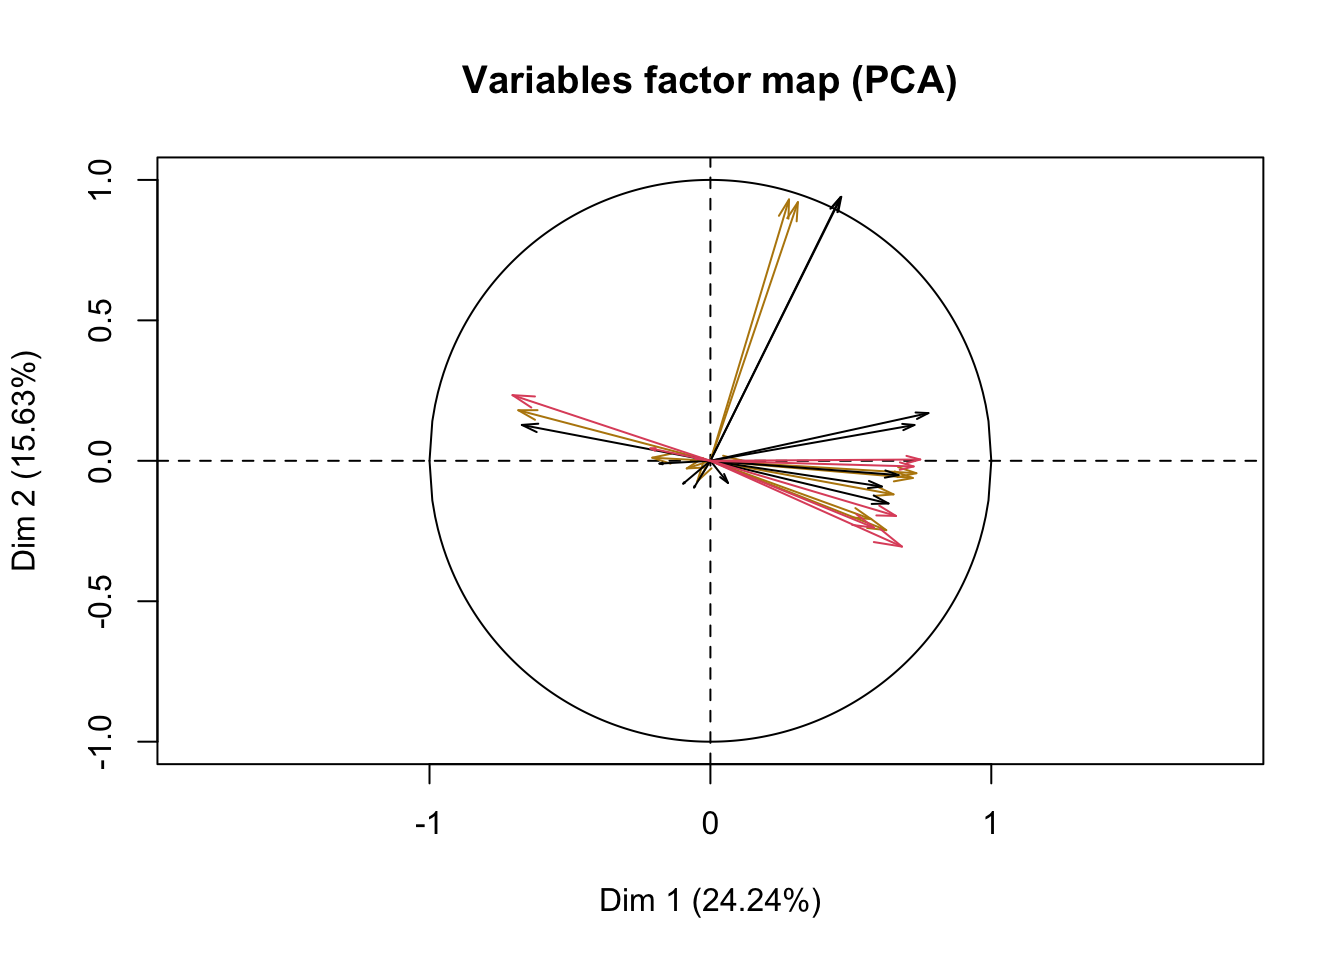 Variables factor map (PCA)
1.0
0.5
0.0
-0.5
-1.0
Dim 2 (15.63%)
-1 0 1
Dim 1 (24.24%)